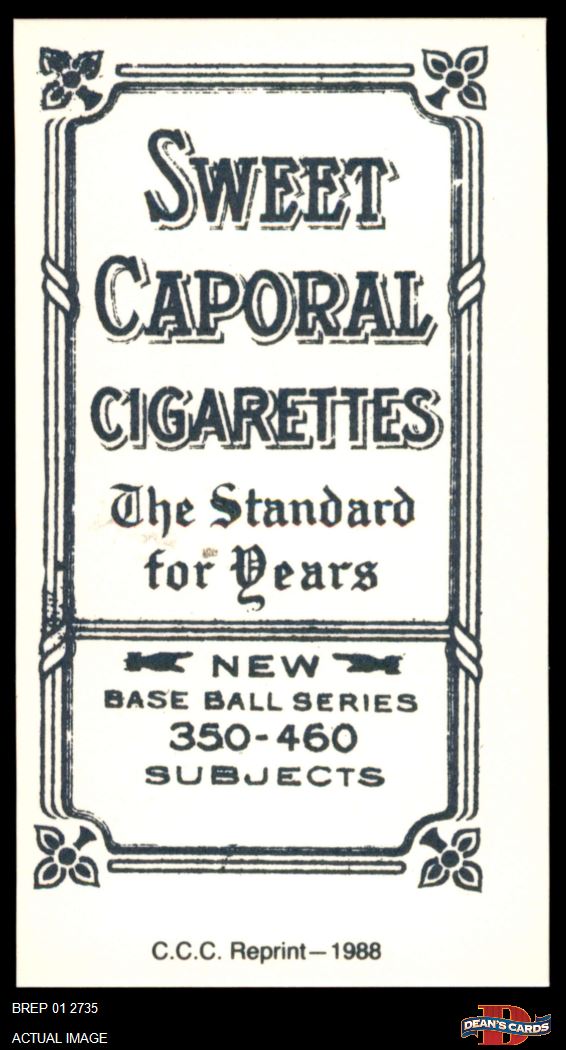 SWEET
CAPORAL
CIGARETTES
The Standard
for Years
NEW
BASE BALL SERIES
350-460
SUBJECTS
C.C.C. Reprint—1988
BREP 01 2735
ACTUAL IMAGE
D
DEAN'S CARDS